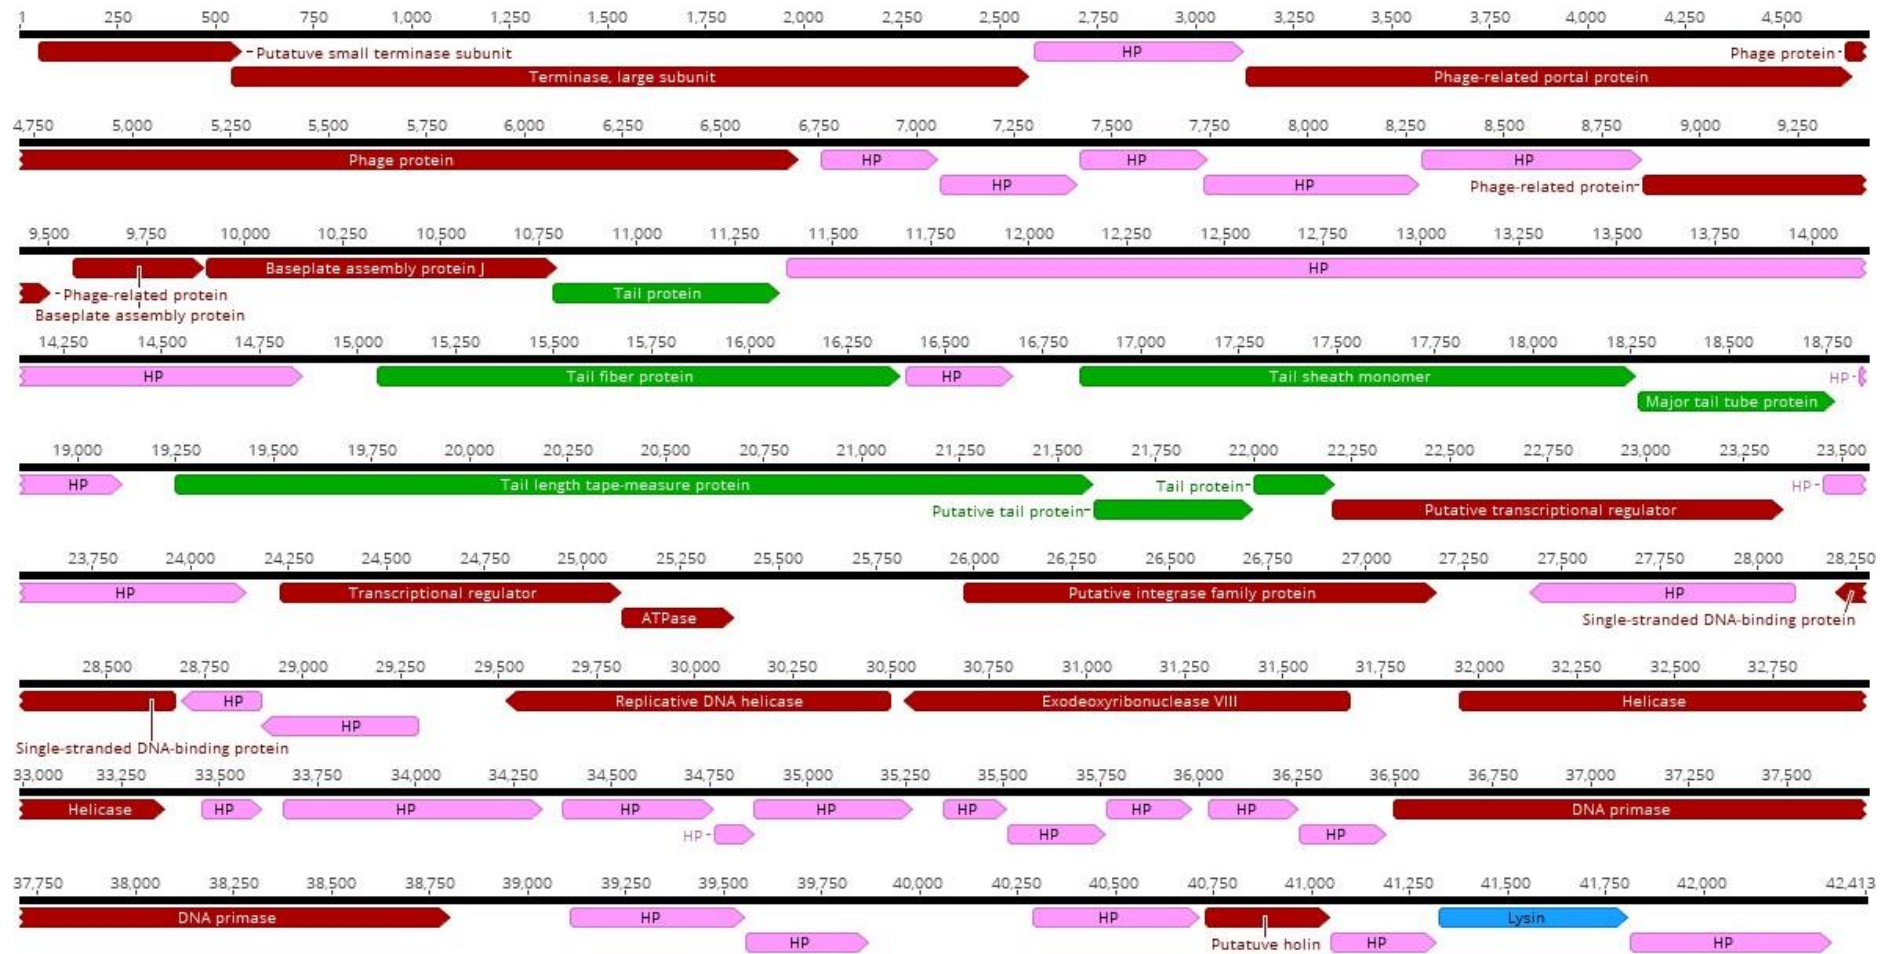 1 250 500 750 1,000 1,250 1,500 1,750 2,000 2,250 2,500 2,750 3,000 3,250 3,500 3,750 4,000 4,250 4,500
Putatuve small terminase subunit HP Phage protein
Terminase, large subunit Phage-related portal protein
4,750 5,000 5,250 5,500 5,750 6,000 6,250 6,500 6,750 7,000 7,250 7,500 7,750 8,000 8,250 8,500 8,750 9,000 9,250
Phage protein HP HP HP
HP HP Phage-related protein
9,500 9,750 10,000 10,250 10,500 10,750 11,000 11,250 11,500 11,750 12,000 12,250 12,500 12,750 13,000 13,250 13,500 13,750 14,000
Baseplate assembly protein J HP
Phage-related protein Tail protein
Baseplate assembly protein
14,250 14,500 14,750 15,000 15,250 15,500 15,750 16,000 16,250 16,500 16,750 17,000 17,250 17,500 17,750 18,000 18,250 18,500 18,750
HP Tail fiber protein HP Tail sheath monomer HP
Major tail tube protein
19,000 19,250 19,500 19,750 20,000 20,250 20,500 20,750 21,000 21,250 21,500 21,750 22,000 22,250 22,500 22,750 23,000 23,250 23,500
HP Tail length tape-measure protein Tail protein HP
Putative tail protein Putative transcriptional regulator
23,750 24,000 24,250 24,500 24,750 25,000 25,250 25,500 25,750 26,000 26,250 26,500 26,750 27,000 27,250 27,500 27,750 28,000 28,250
HP Transcriptional regulator Putative integrase family protein HP
ATPase Single-stranded DNA-binding protein
28,500 28,750 29,000 29,250 29,500 29,750 30,000 30,250 30,500 30,750 31,000 31,250 31,500 31,750 32,000 32,250 32,500 32,750
HP Replicative DNA helicase Exodeoxyribonuclease VIII Helicase
HP
Single-stranded DNA-binding protein
33,000 33,250 33,500 33,750 34,000 34,250 34,500 34,750 35,000 35,250 35,500 35,750 36,000 36,250 36,500 36,750 37,000 37,250 37,500
Helicase HP HP HP HP HP HP HP DNA primase
HP HP HP
37,750 38,000 38,250 38,500 38,750 39,000 39,250 39,500 39,750 40,000 40,250 40,500 40,750 41,000 41,250 41,500 41,750 42,000 42,413
DNA primase HP HP Lysin
HP Putatuve holin HP HP